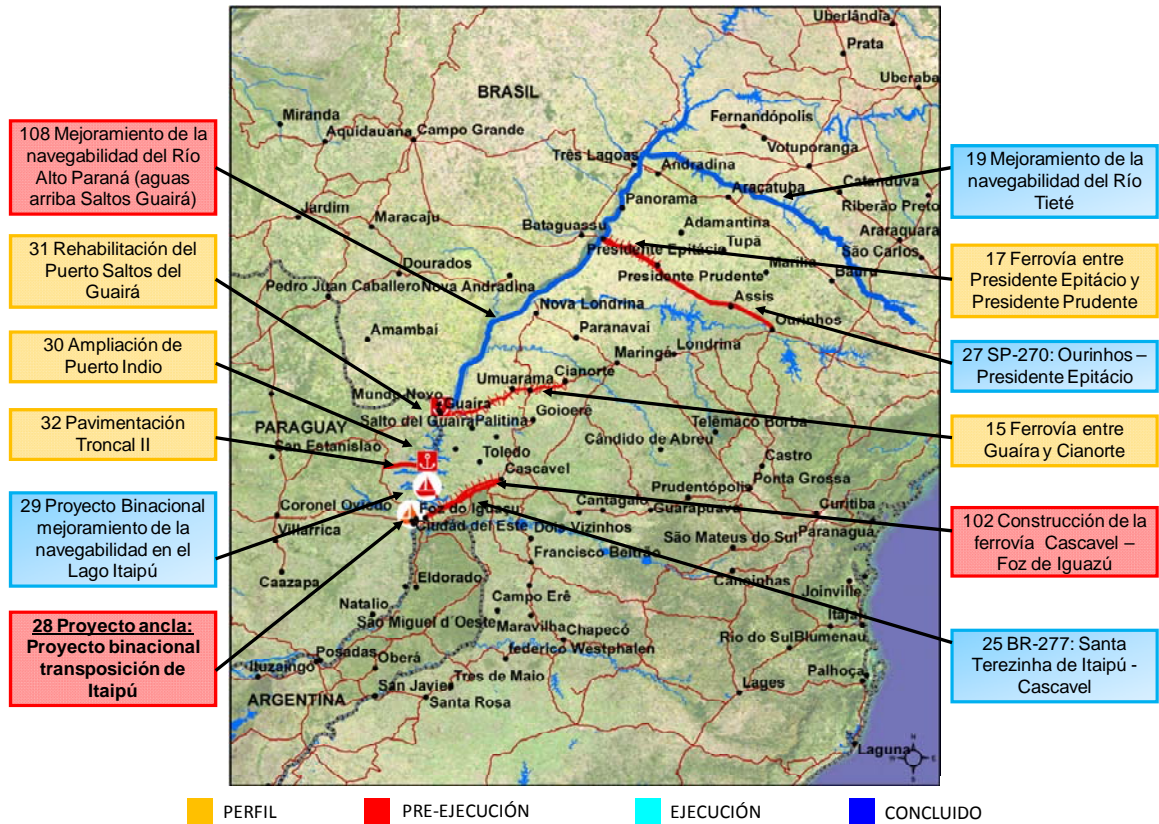 108 Mejoramiento de la
navegabilidad del Río
Alto Paraná (aguas
arriba Saltos Guairá)
31 Rehabilitación del
Puerto Saltos del
Guairá
30 Ampliación de
Puerto Indio
32 Pavimentación
Troncal II
29 Proyecto Binacional
mejoramiento de la
navegabilidad en el
Lago Itaipú
28 Proyecto ancla:
Proyecto binacional
transposición de
Itaipú
Uberlândia
Prata
Uberaba
BRASIL
Miranda
Aquidauana
Campo Grande
Fernandópolis
Votuporanga
Três Lagoas
Andradina
Araçatuba
Catanduva
Ribeirão Preto
Jardim
Maracaju
Panorama
Bataguassu
Adamantina
Araraquara
Tupã
São Carlos
Presidente Epitácio
Dourados
Presidente Prudente
Marília
Bauru
Pedro Juan Caballero
Nova Andradina
Assis
Nova Londrina
Ourinhos
Amambaí
Paranavaí
Londrina
Maringá
Cianorte
Umuarama
Mundo Novo
Guaira
Goioerê
Salto del Guaira
Palitina
PARAGUAY
Telêmaco Borba
San Estanislao
Cândido de Abreu
Toledo
Castro
Cascavel
Ponta Grossa
Prudentópolis
Coronel Oviedo
Foz do Iguaçu
Cantagalo
Guarapuava
Curitiba
Ciudad del Este
Dois Vizinhos
Villarrica
Paranaguá
São Mateus do Sul
Francisco Beltrão
Caazapa
Canoinhas
Eldorado
Joinville
Campo Erê
Natalio
Itajaí
São Miguel d´Oeste
Maravilha
Chapecó
Rio do Sul
Blumenau
federico Westphalen
Posadas
Ituzaingo
Oberá
Palhoça
Tres de Maio
San Javier
Lages
ARGENTINA
Santa Rosa
Laguna
N
W
E
S
19 Mejoramiento de la
navegabilidad del Río
Tieté
17 Ferrovía entre
Presidente Epitácio y
Presidente Prudente
27 SP-270: Ourinhos –
Presidente Epitácio
15 Ferrovía entre
Guaíra y Cianorte
102 Construcción de la
ferrovía Cascavel –
Foz de Iguazú
25 BR-277: Santa
Terezinha de Itaipú -
Cascavel
PERFIL
PRE-EJECUCIÓN
EJECUCIÓN
CONCLUIDO